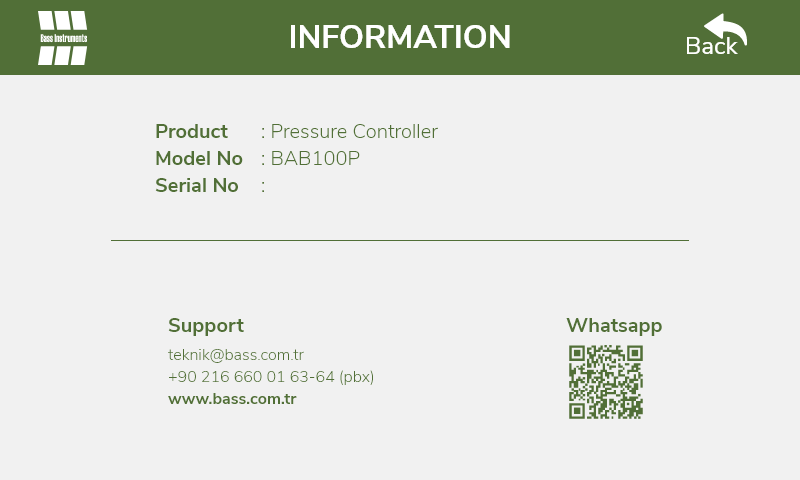 Bass Instruments
INFORMATION
Back
Product : Pressure Controller
Model No : BAB100P
Serial No :
Support
Whatsapp
teknik@bass.com.tr
+90 216 660 01 63-64 (pbx)
www.bass.com.tr